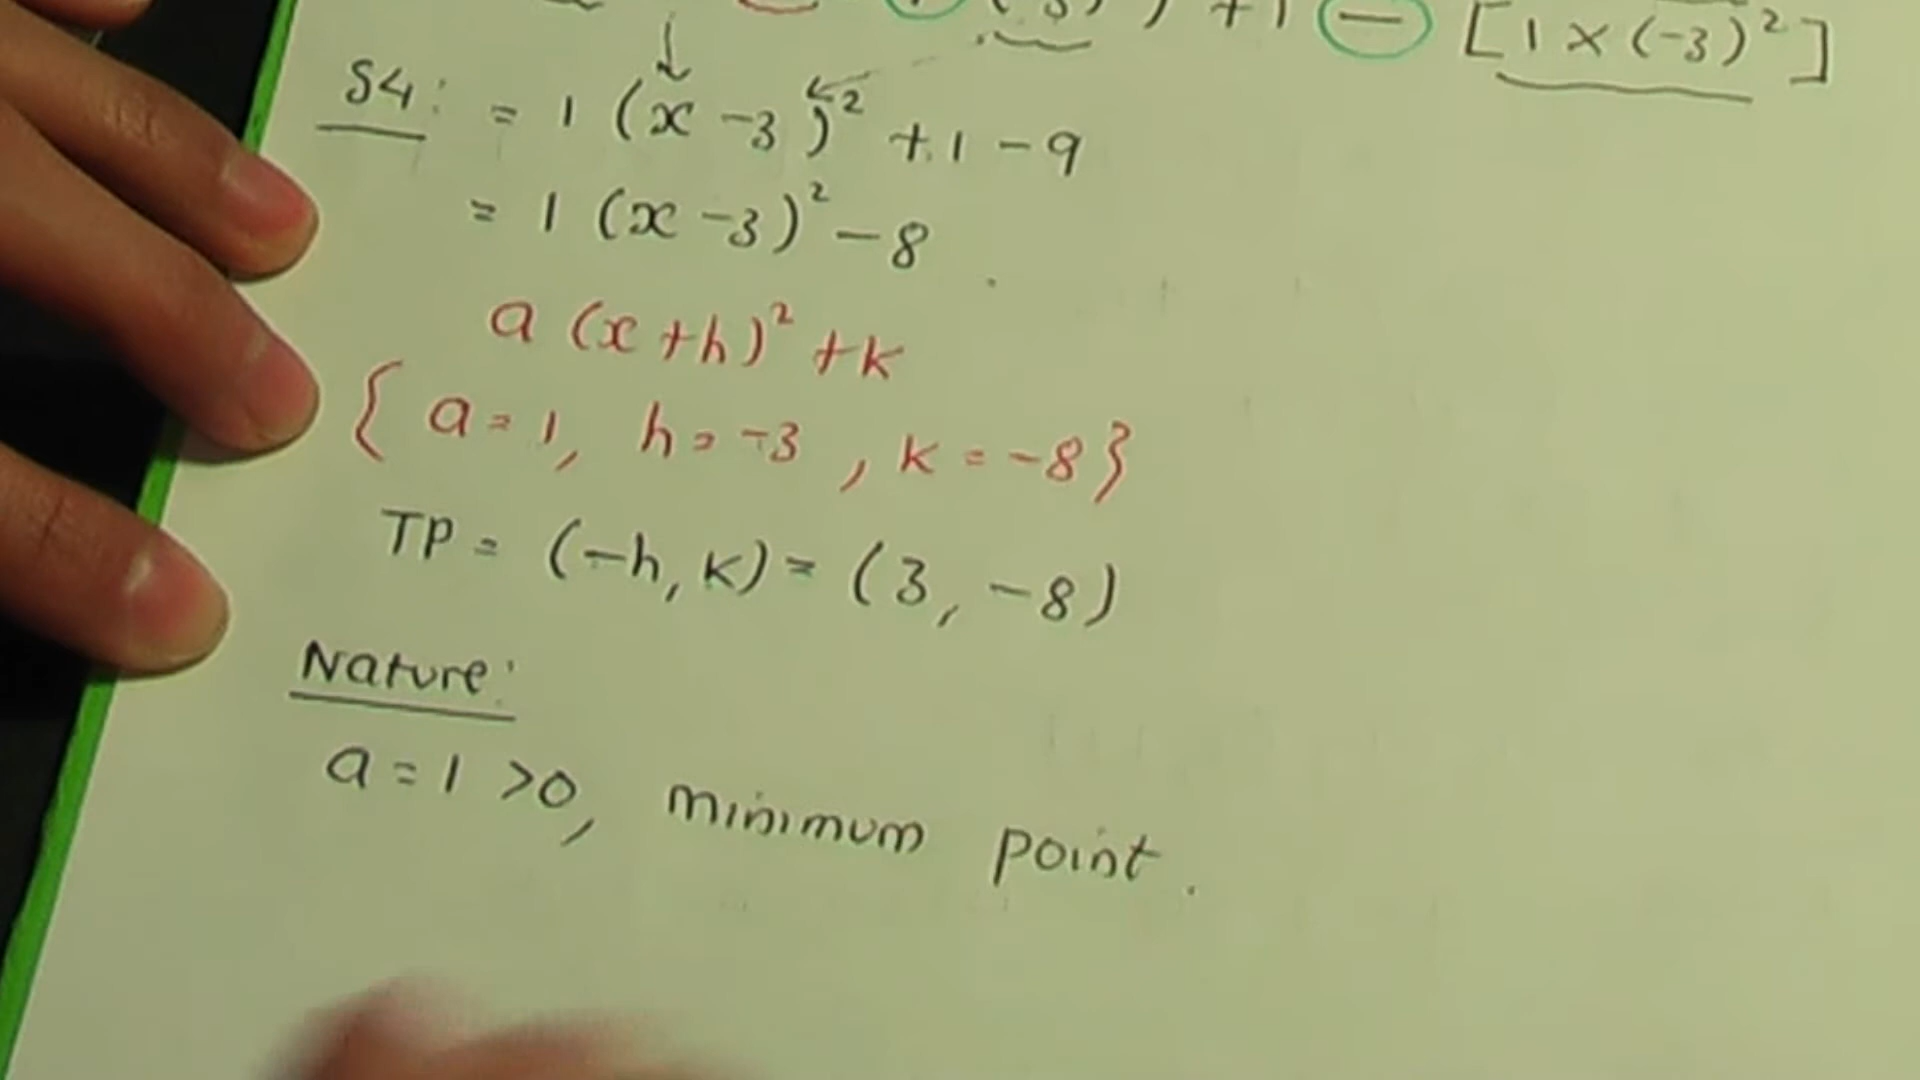 +1 - [1 × (-3)²]
S4: = 1 (x -3)² +1 -9
= 1 (x -3)² -8
a (x +h)² +k
{ a = 1, h = -3, k = -8}
TP = (-h, k) = (3, -8)
Nature:
a = 1 >0, minimum point.